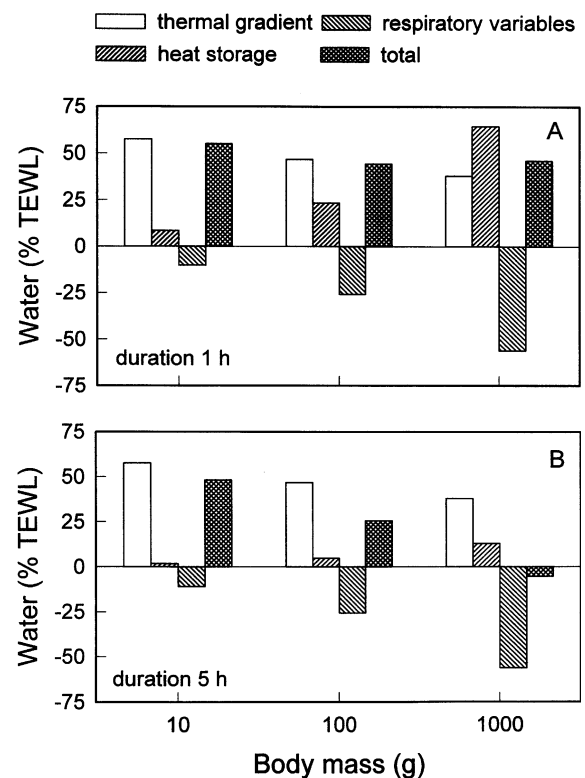 thermal gradient
respiratory variables
heat storage
total
A
75
50
25
0
-25
-50
-75
Water (% TEWL)
duration 1 h
B
75
50
25
0
-25
-50
-75
Water (% TEWL)
duration 5 h
10
100
1000
Body mass (g)